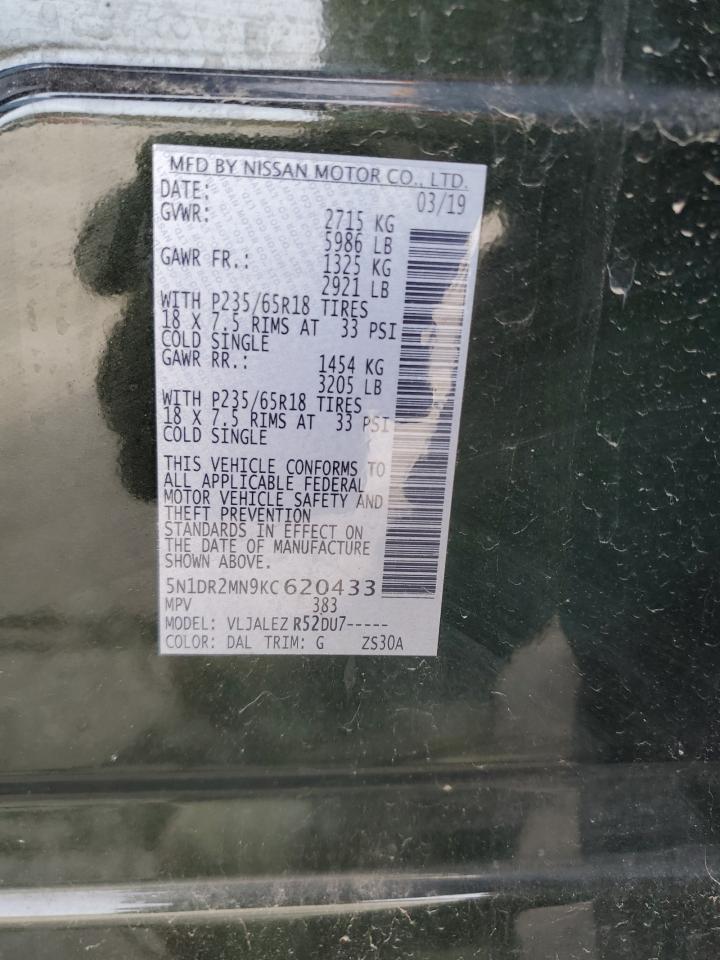 MFD BY NISSAN MOTOR CO., LTD.
DATE: 03/19
GVWR: 2715 KG
5986 LB
GAWR FR.: 1325 KG
2921 LB
WITH P235/65R18 TIRES
18 X 7.5 RIMS AT 33 PSI
COLD SINGLE
GAWR RR.: 1454 KG
3205 LB
WITH P235/65R18 TIRES
18 X 7.5 RIMS AT 33 PSI
COLD SINGLE
THIS VEHICLE CONFORMS TO
ALL APPLICABLE FEDERAL
MOTOR VEHICLE SAFETY AND
THEFT PREVENTION
STANDARDS IN EFFECT ON
THE DATE OF MANUFACTURE
SHOWN ABOVE.
5N1DR2MN9KC620433
MPV 383
MODEL: VLJALEZ R52DU7-----
COLOR: DAL TRIM: G ZS30A